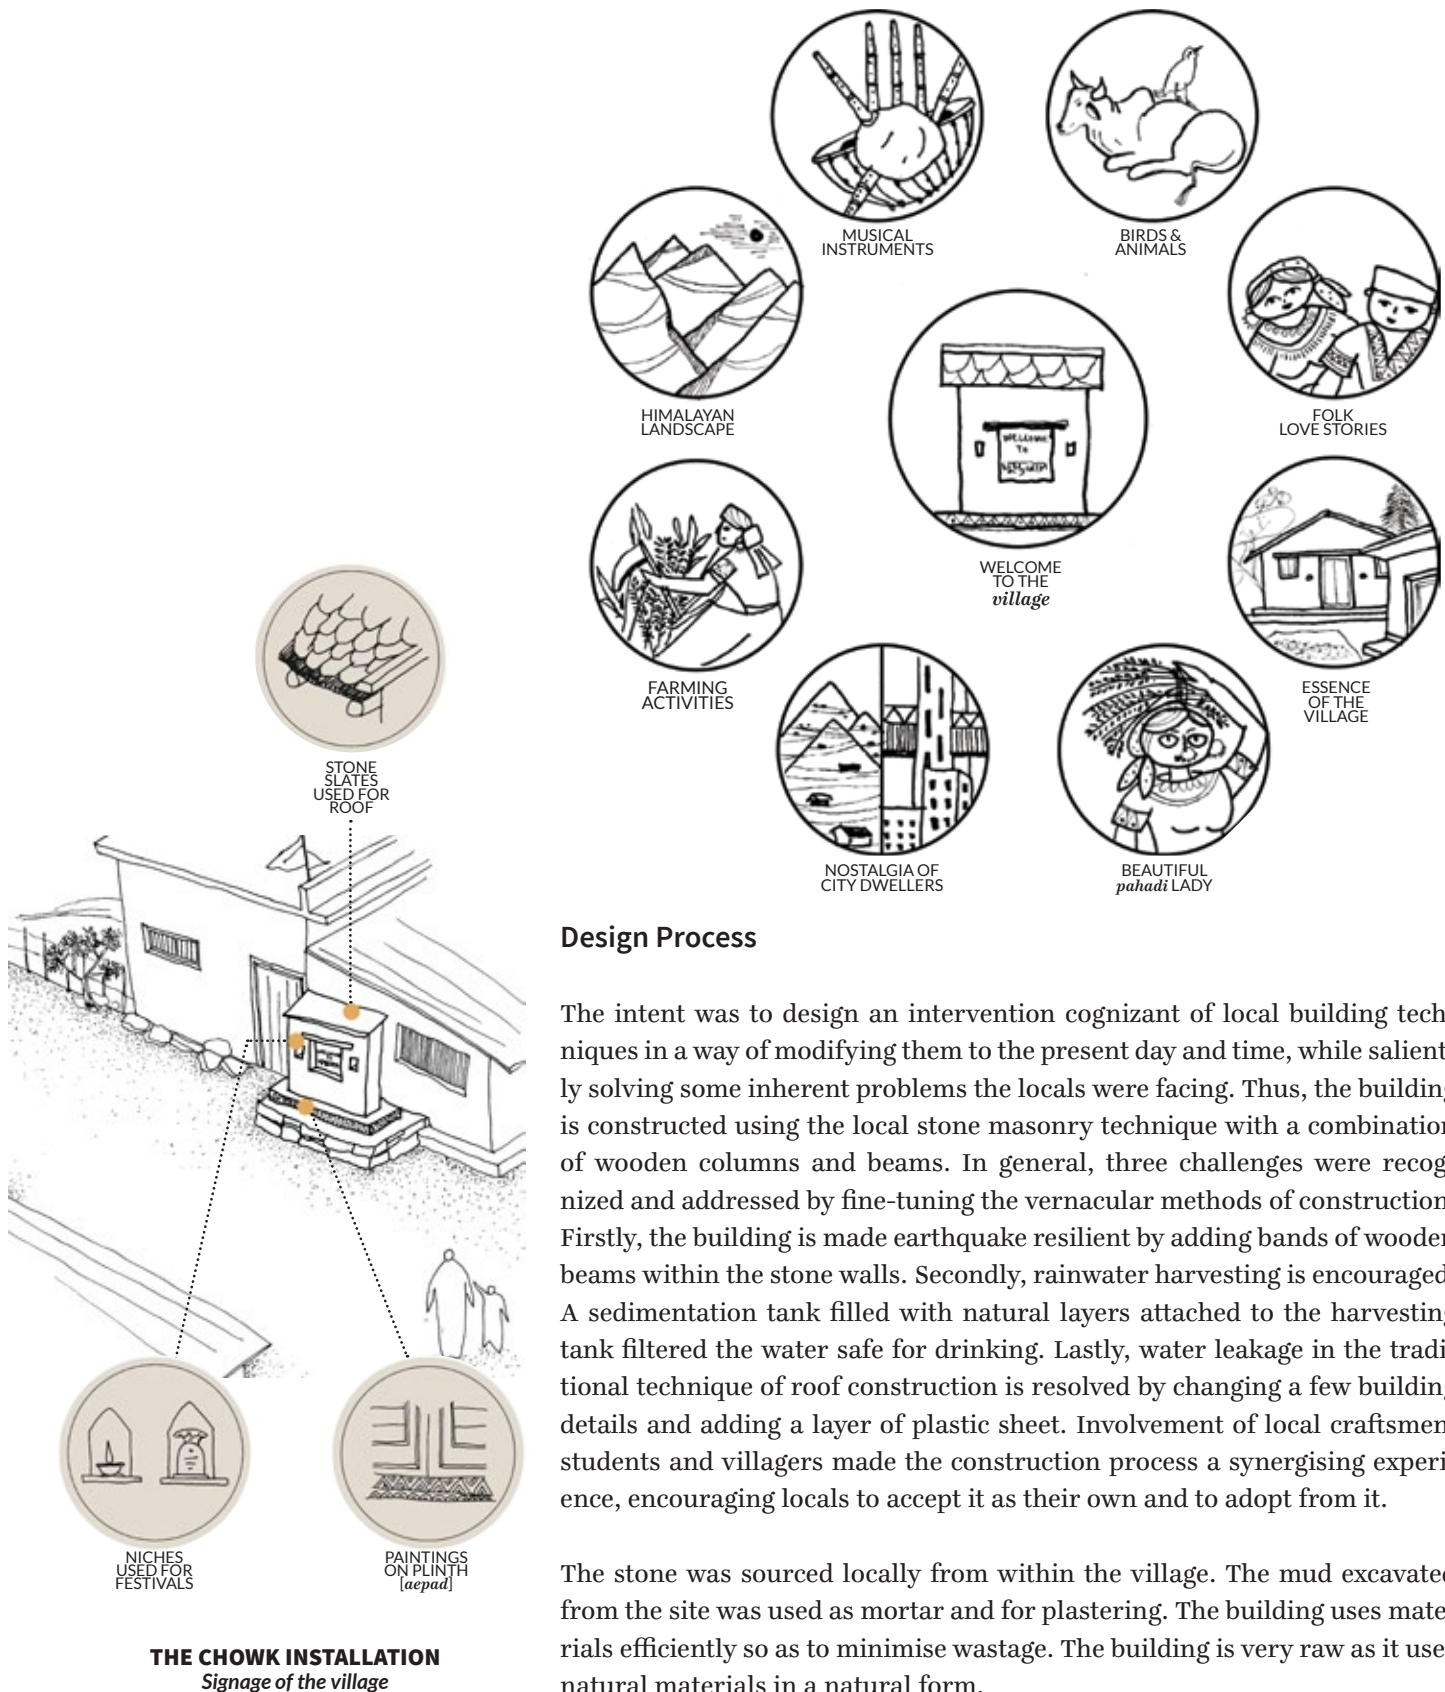 MUSICAL
INSTRUMENTS
BIRDS &
ANIMALS
HIMALAYAN
LANDSCAPE
FOLK
LOVE STORIES
WELCOME
TO
WELCOME
TO THE
village
FARMING
ACTIVITIES
ESSENCE
OF THE
VILLAGE
NOSTALGIA OF
CITY DWELLERS
BEAUTIFUL
pahadi LADY
STONE
SLATES
USED FOR
ROOF
NICHES
USED FOR
FESTIVALS
PAINTINGS
ON PLINTH
[aepad]
THE CHOWK INSTALLATION
Signage of the village
Design Process
The intent was to design an intervention cognizant of local building tech
niques in a way of modifying them to the present day and time, while salient
ly solving some inherent problems the locals were facing. Thus, the building
is constructed using the local stone masonry technique with a combination
of wooden columns and beams. In general, three challenges were recog
nized and addressed by fine-tuning the vernacular methods of construction
Firstly, the building is made earthquake resilient by adding bands of wooden
beams within the stone walls. Secondly, rainwater harvesting is encouraged
A sedimentation tank filled with natural layers attached to the harvesting
tank filtered the water safe for drinking. Lastly, water leakage in the tradi
tional technique of roof construction is resolved by changing a few building
details and adding a layer of plastic sheet. Involvement of local craftsmen
students and villagers made the construction process a synergising experi
ence, encouraging locals to accept it as their own and to adopt from it.
The stone was sourced locally from within the village. The mud excavated
from the site was used as mortar and for plastering. The building uses mate
rials efficiently so as to minimise wastage. The building is very raw as it use
natural materials in a natural form.